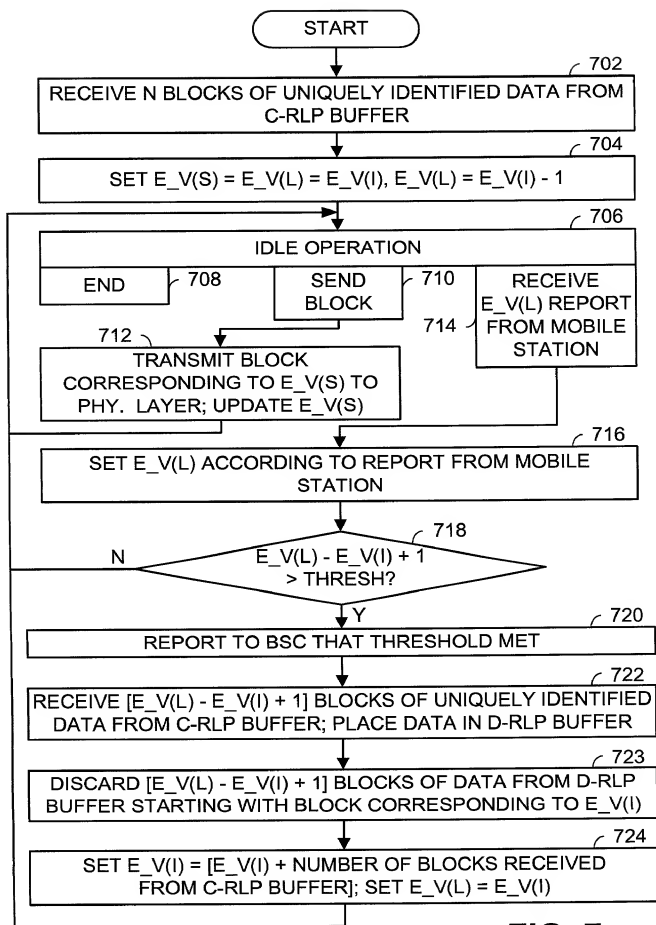 START
702
RECEIVE N BLOCKS OF UNIQUELY IDENTIFIED DATA FROM
C-RLP BUFFER
704
SET E_V(S) = E_V(L) = E_V(I), E_V(L) = E_V(I) - 1
706
IDLE OPERATION
END
708
SEND
BLOCK
710
RECEIVE
E_V(L) REPORT
FROM MOBILE
STATION
714
712
TRANSMIT BLOCK
CORRESPONDING TO E_V(S) TO
PHY. LAYER; UPDATE E_V(S)
716
SET E_V(L) ACCORDING TO REPORT FROM MOBILE
STATION
718
E_V(L) - E_V(I) + 1
> THRESH?
N
Y
720
REPORT TO BSC THAT THRESHOLD MET
722
RECEIVE [E_V(L) - E_V(I) + 1] BLOCKS OF UNIQUELY IDENTIFIED
DATA FROM C-RLP BUFFER; PLACE DATA IN D-RLP BUFFER
723
DISCARD [E_V(L) - E_V(I) + 1] BLOCKS OF DATA FROM D-RLP
BUFFER STARTING WITH BLOCK CORRESPONDING TO E_V(I)
724
SET E_V(I) = [E_V(I) + NUMBER OF BLOCKS RECEIVED
FROM C-RLP BUFFER]; SET E_V(L) = E_V(I)